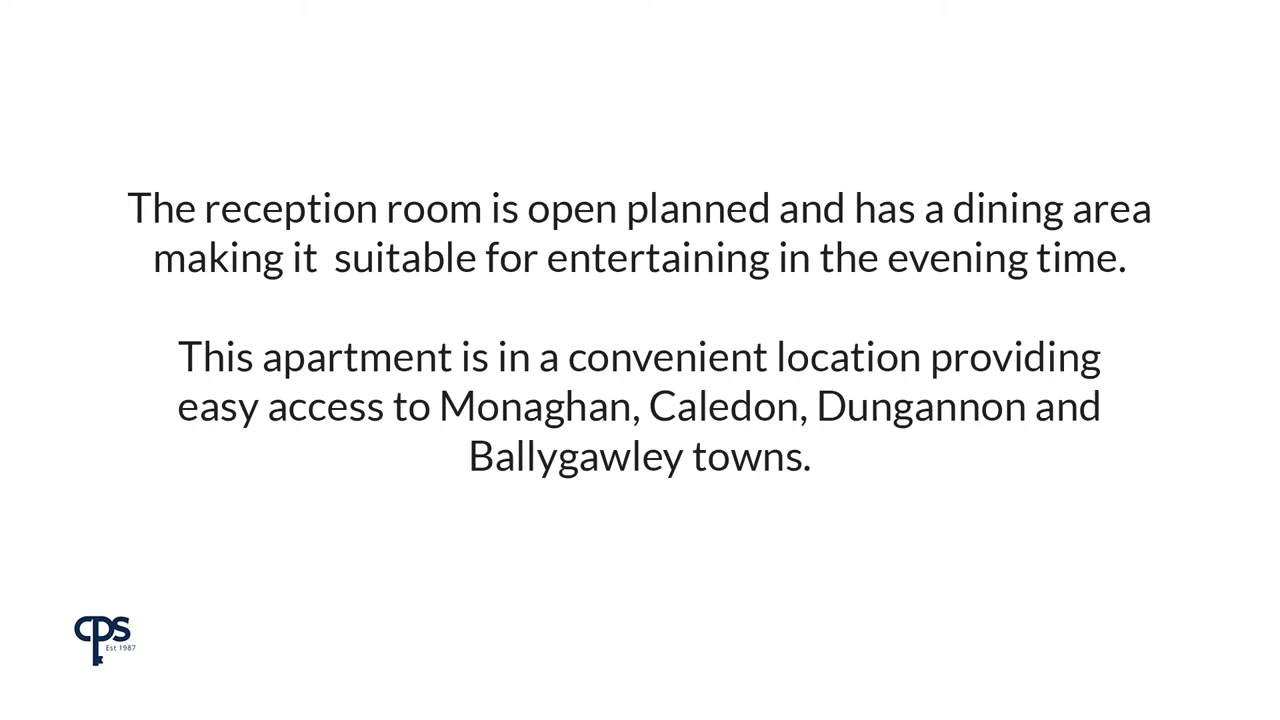 The reception room is open planned and has a dining area
making it  suitable for entertaining in the evening time.
This apartment is in a convenient location providing
easy access to Monaghan, Caledon, Dungannon and
Ballygawley towns.
cps
Est 1987